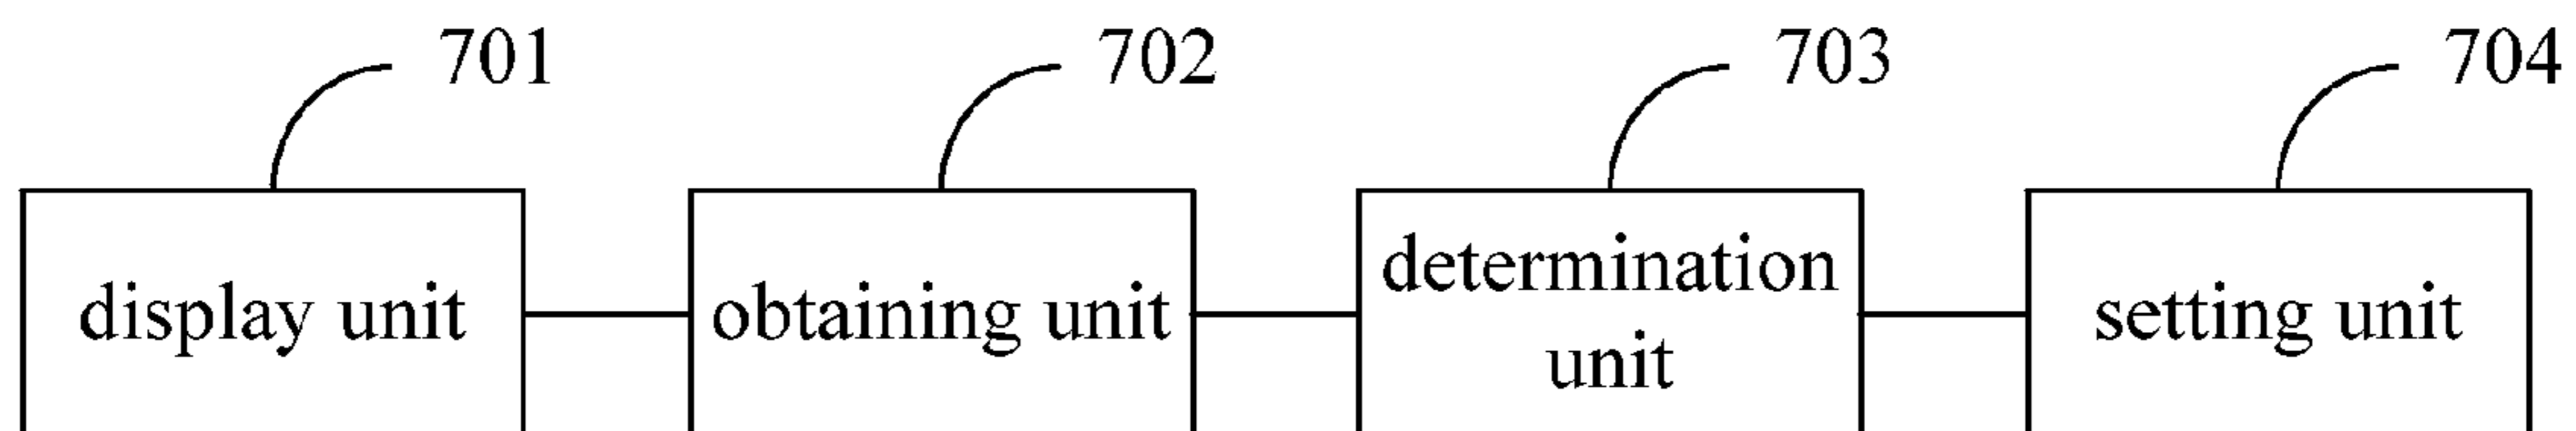 701
702
703
704
display unit
obtaining unit
determination
unit
setting unit